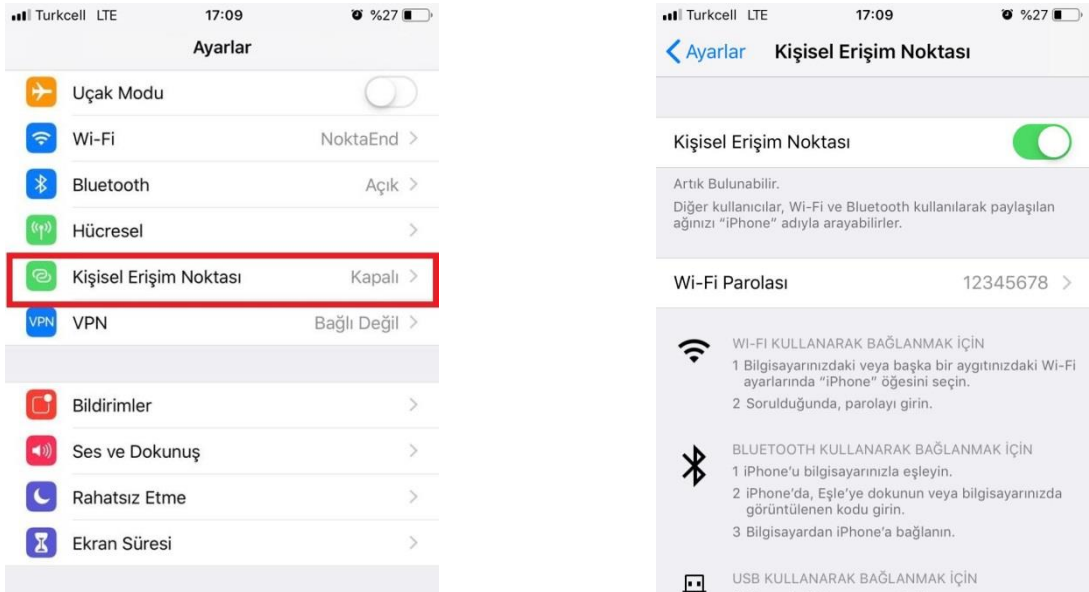 Turkcell LTE 17:09 %27
Ayarlar
Uçak Modu
Wi-Fi NoktaEnd
Bluetooth Açık
Hücresel
Kişisel Erişim Noktası Kapalı
VPN VPN Bağlı Değil
Bildirimler
Ses ve Dokunuş
Rahatsız Etme
Ekran Süresi
Turkcell LTE 17:09 %27
Ayarlar Kişisel Erişim Noktası
Kişisel Erişim Noktası
Artık Bulunabilir.
Diğer kullanıcılar, Wi-Fi ve Bluetooth kullanılarak paylaşılan
ağınızı “iPhone” adıyla arayabilirler.
Wi-Fi Parolası 12345678
WI-FI KULLANARAK BAĞLANMAK İÇİN
1 Bilgisayarınızdaki veya başka bir aygıtınızdaki Wi-Fi
ayarlarında “iPhone” öğesini seçin.
2 Sorulduğunda, parolayı girin.
BLUETOOTH KULLANARAK BAĞLANMAK İÇİN
1 iPhone’u bilgisayarınızla eşleyin.
2 iPhone’da, Eşle’ye dokunun veya bilgisayarınızda
görüntülenen kodu girin.
3 Bilgisayardan iPhone’a bağlanın.
USB KULLANARAK BAĞLANMAK İÇİN